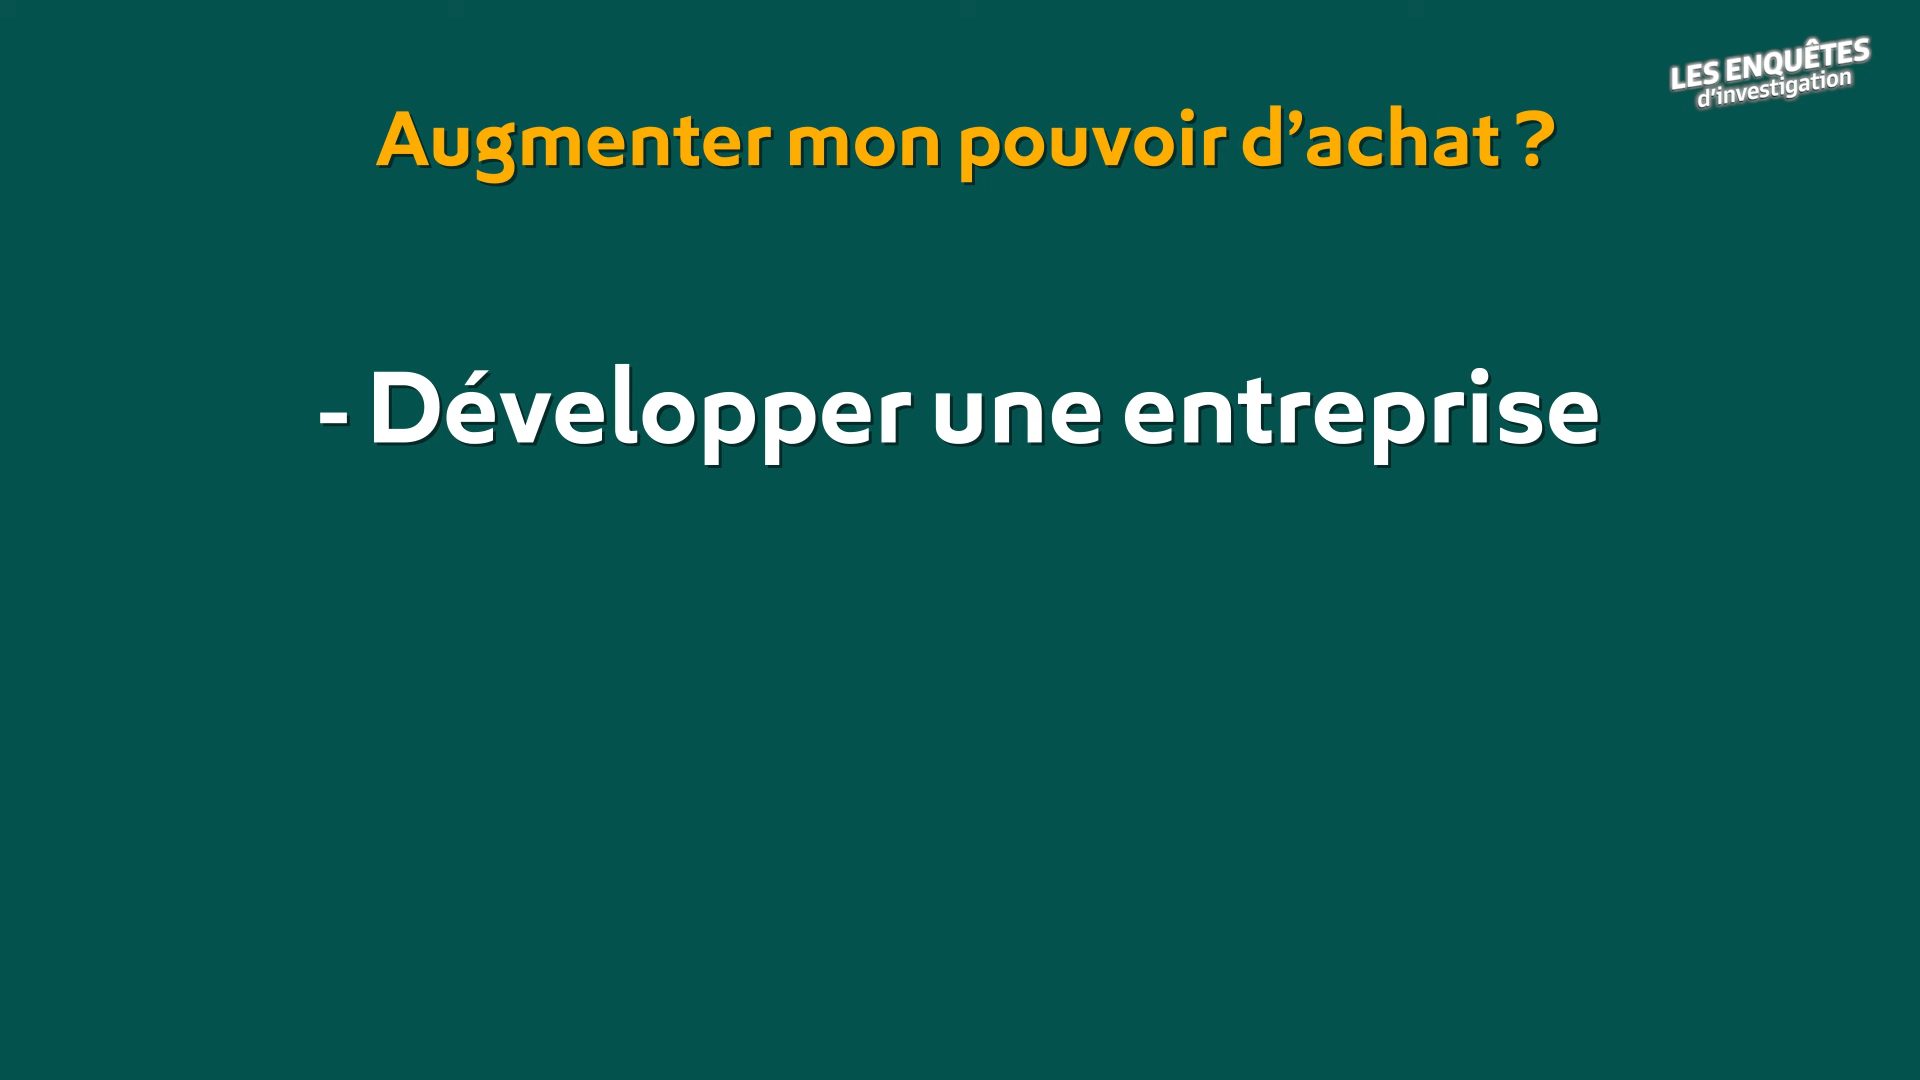 LES ENQUÊTES
d'investigation
Augmenter mon pouvoir d’achat ?
- Développer une entreprise